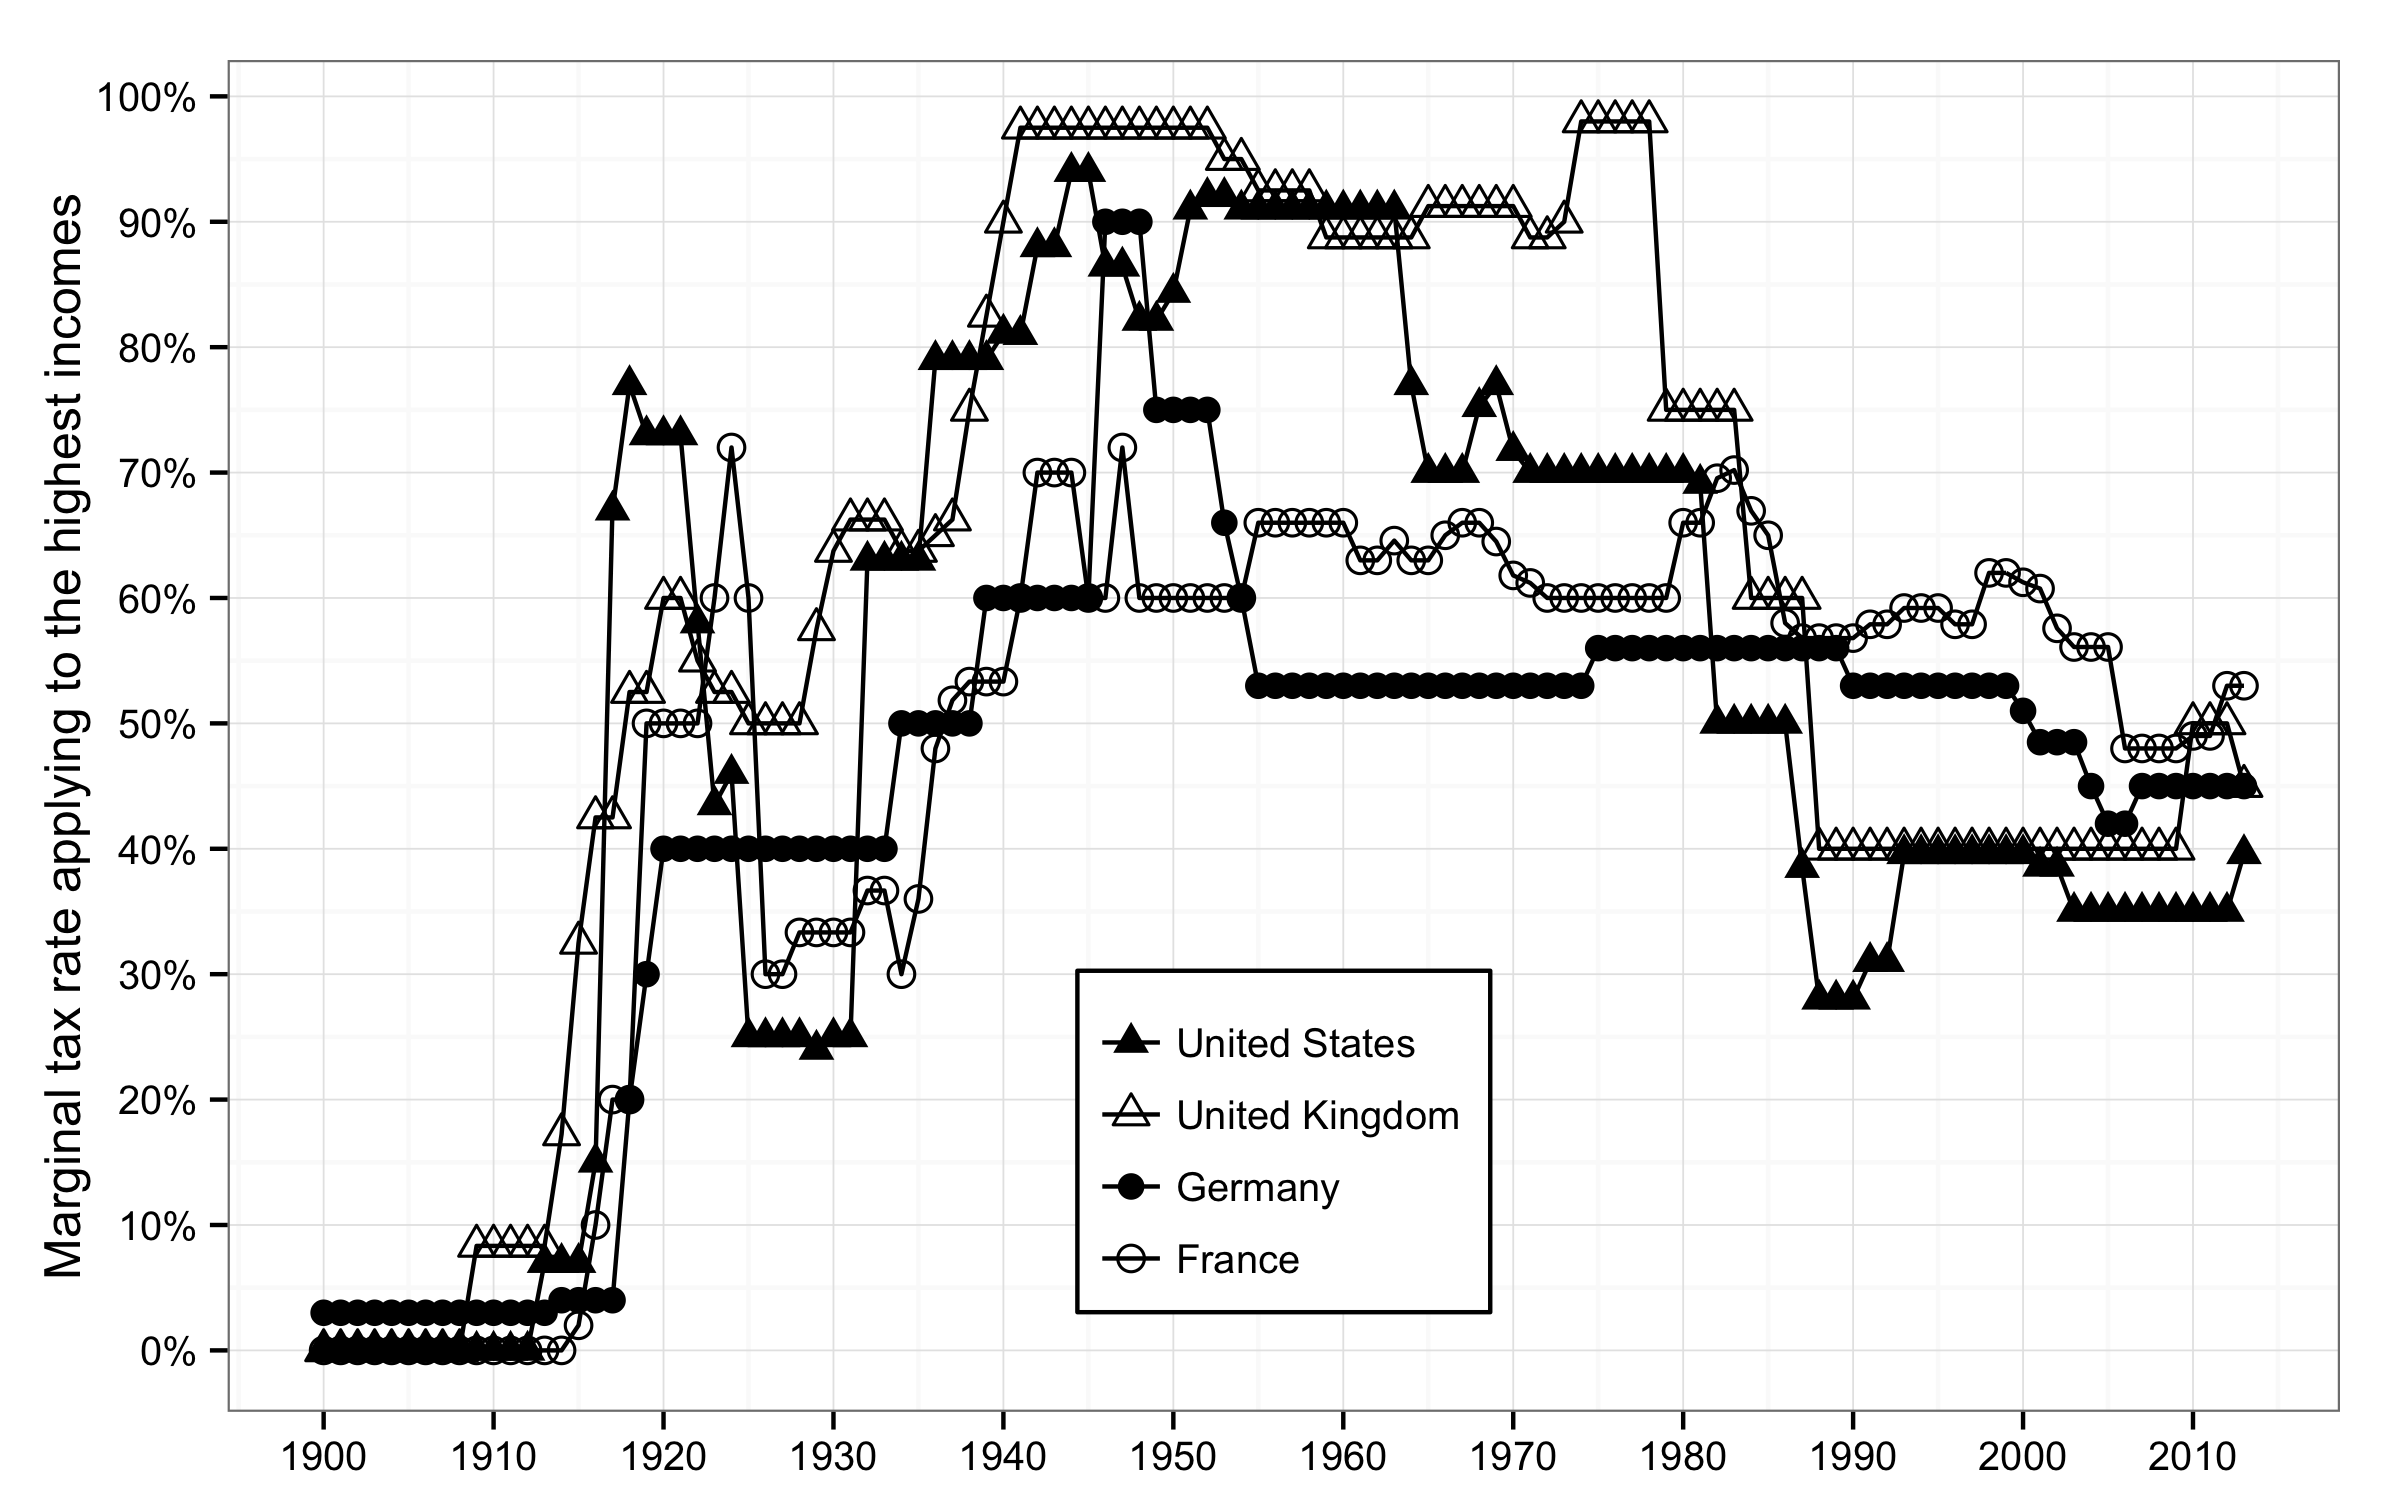 Marginal tax rate applying to the highest incomes
100%
90%
80%
70%
60%
50%
40%
30%
20%
10%
0%
United States
United Kingdom
Germany
France
1900 1910 1920 1930 1940 1950 1960 1970 1980 1990 2000 2010